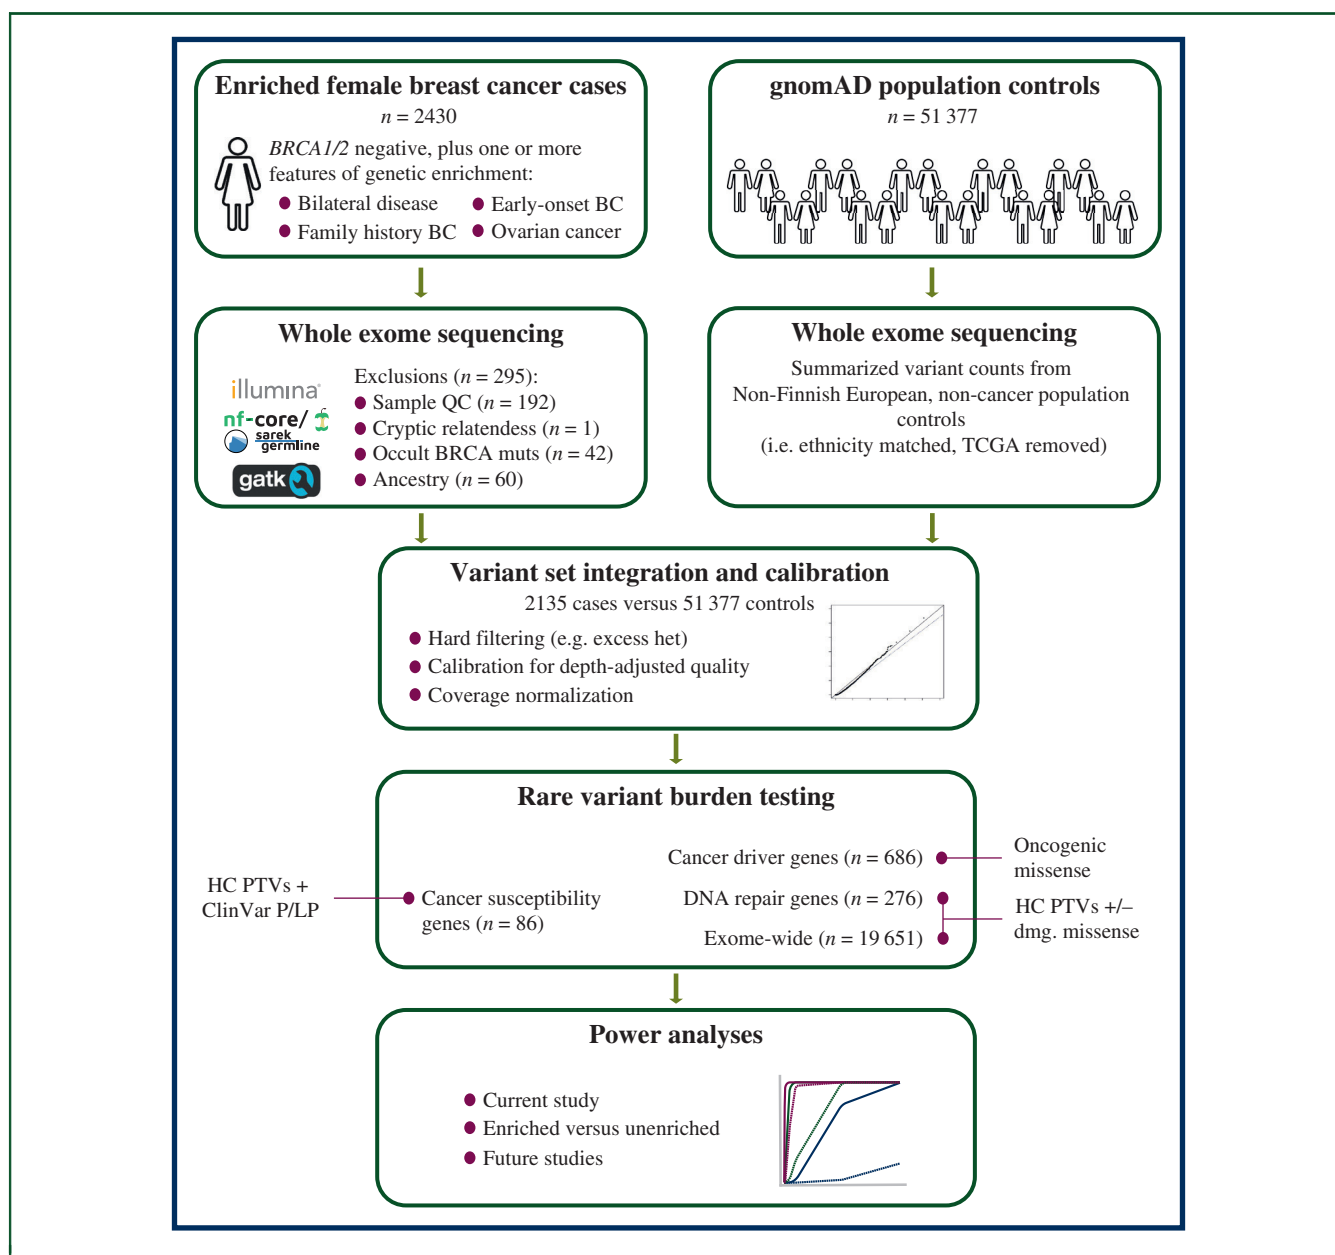 Enriched female breast cancer cases
n = 2430
BRCA1/2 negative, plus one or more
features of genetic enrichment:
Bilateral disease
Early-onset BC
Family history BC
Ovarian cancer
gnomAD population controls
n = 51 377
Whole exome sequencing
illumina®
nf-core/
sarek
germline
gatk
Exclusions (n = 295):
Sample QC (n = 192)
Cryptic relatendess (n = 1)
Occult BRCA muts (n = 42)
Ancestry (n = 60)
Whole exome sequencing
Summarized variant counts from
Non-Finnish European, non-cancer population
controls
(i.e. ethnicity matched, TCGA removed)
Variant set integration and calibration
2135 cases versus 51 377 controls
Hard filtering (e.g. excess het)
Calibration for depth-adjusted quality
Coverage normalization
Rare variant burden testing
HC PTVs +
ClinVar P/LP
Cancer susceptibility
genes (n = 86)
Cancer driver genes (n = 686)
DNA repair genes (n = 276)
Exome-wide (n = 19 651)
Oncogenic
missense
HC PTVs +/–
dmg. missense
Power analyses
Current study
Enriched versus unenriched
Future studies